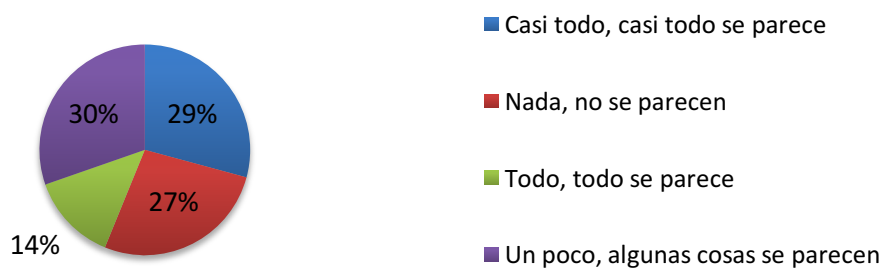 Casi todo, casi todo se parece
Nada, no se parecen
Todo, todo se parece
Un poco, algunas cosas se parecen
30%
29%
27%
14%